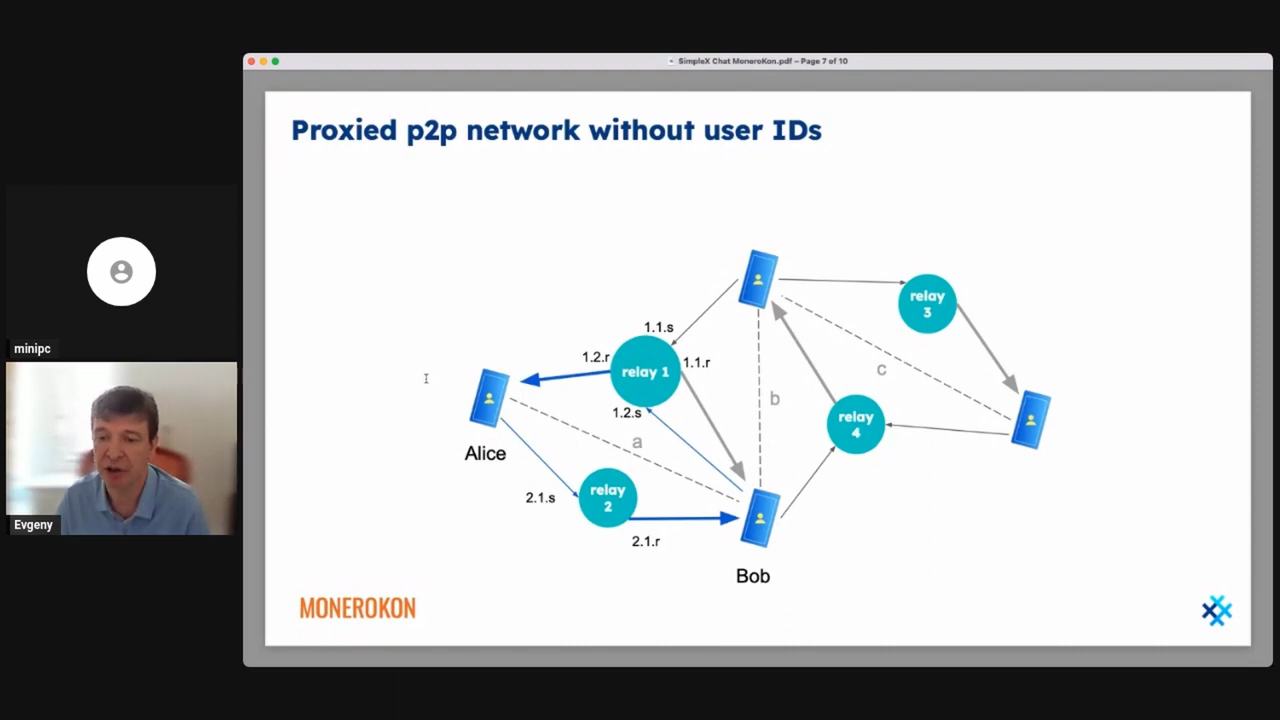 SimpleX Chat MoneroKon.pdf – Page 7 of 10
Proxied p2p network without user IDs
relay
3
1.1.s
1.2.r
relay 1
1.1.r
c
b
1.2.s
relay
4
a
Alice
relay
2
2.1.s
2.1.r
Bob
MONEROKON
minipc
Evgeny